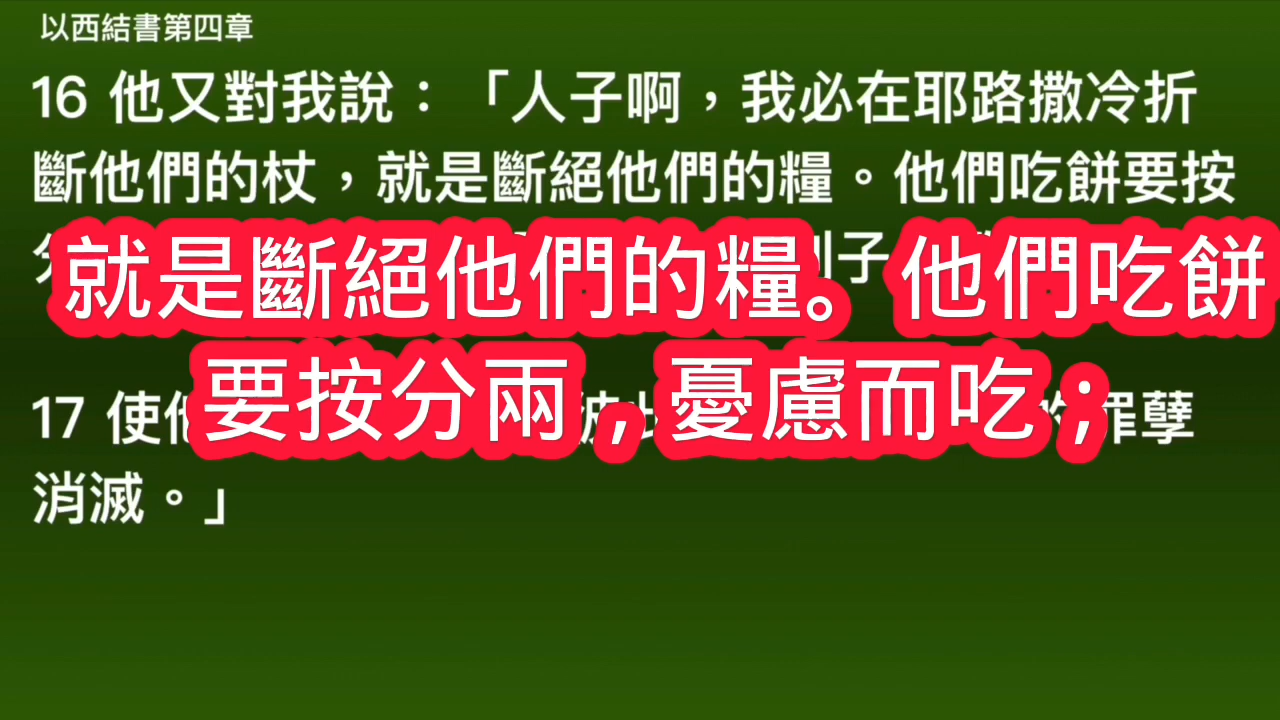 以西結書第四章
16 他又對我說：「人子啊，我必在耶路撒冷折
斷他們的杖，就是斷絕他們的糧。他們吃餅要按
就是斷絕他們的糧。他們吃餅
要按分兩，憂慮而吃；
17 使他
罪孽
消滅。」